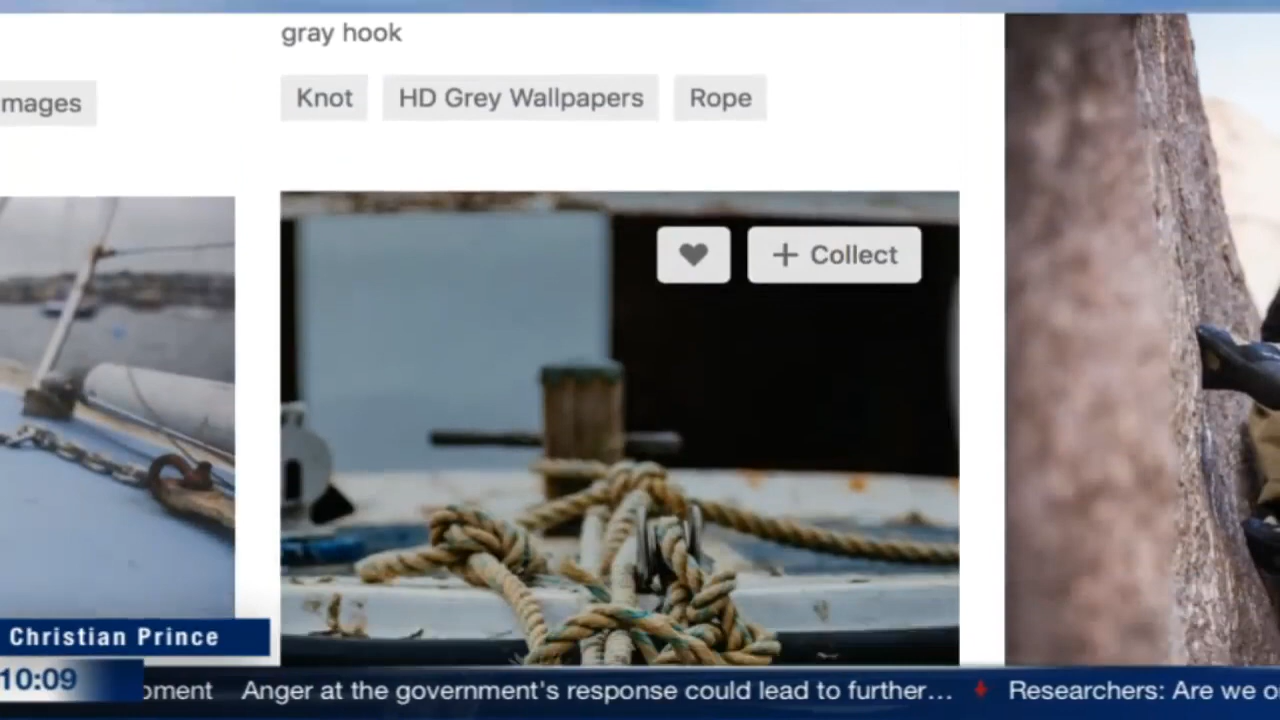 gray hook
mages
Knot
HD Grey Wallpapers
Rope
+ Collect
Christian Prince
10:09
oment Anger at the government's response could lead to further... Researchers: Are we o